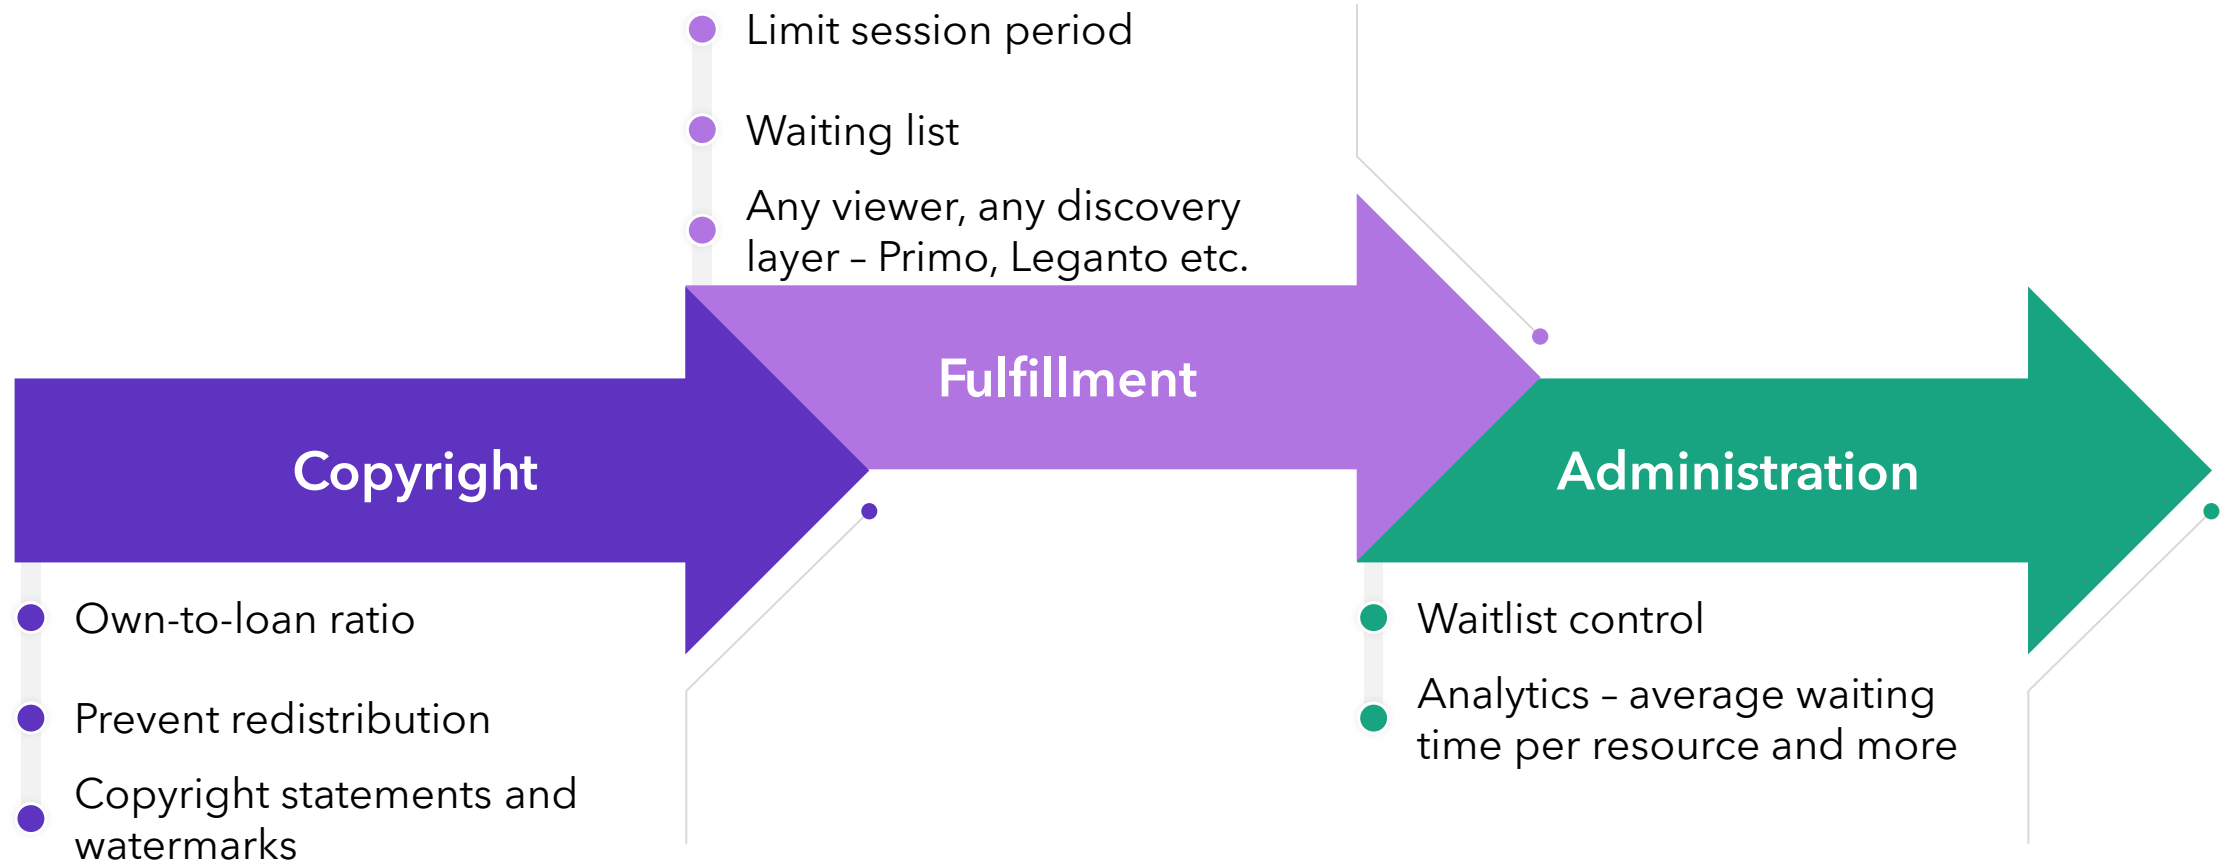 Limit session period
Waiting list
Any viewer, any discovery
layer – Primo, Leganto etc.
Fulfillment
Copyright
Administration
Own-to-loan ratio
Prevent redistribution
Copyright statements and
watermarks
Waitlist control
Analytics – average waiting
time per resource and more